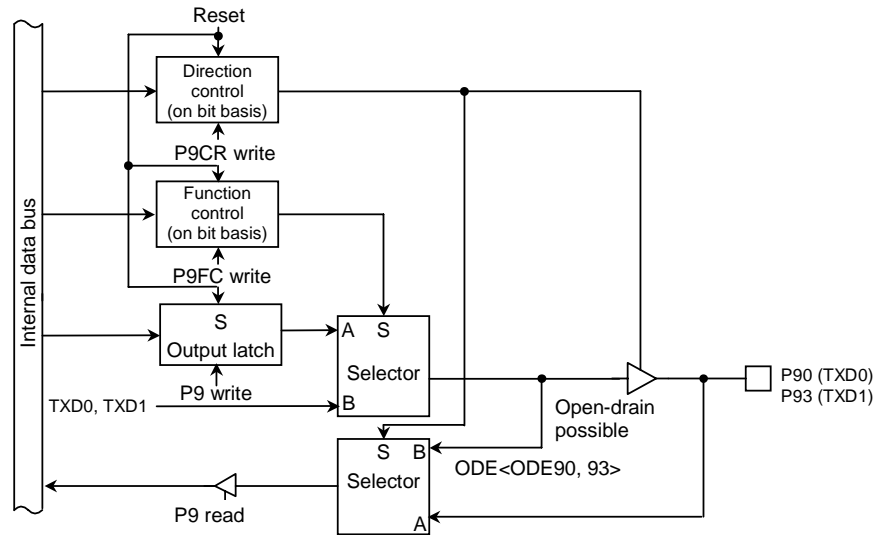 Reset
Direction
control
(on bit basis)
P9CR write
Function
control
(on bit basis)
P9FC write
Internal data bus
S
Output latch
P9 write
TXD0, TXD1
A
S
Selector
B
P90 (TXD0)
P93 (TXD1)
Open-drain
possible
S
B
ODE<ODE90, 93>
Selector
A
P9 read